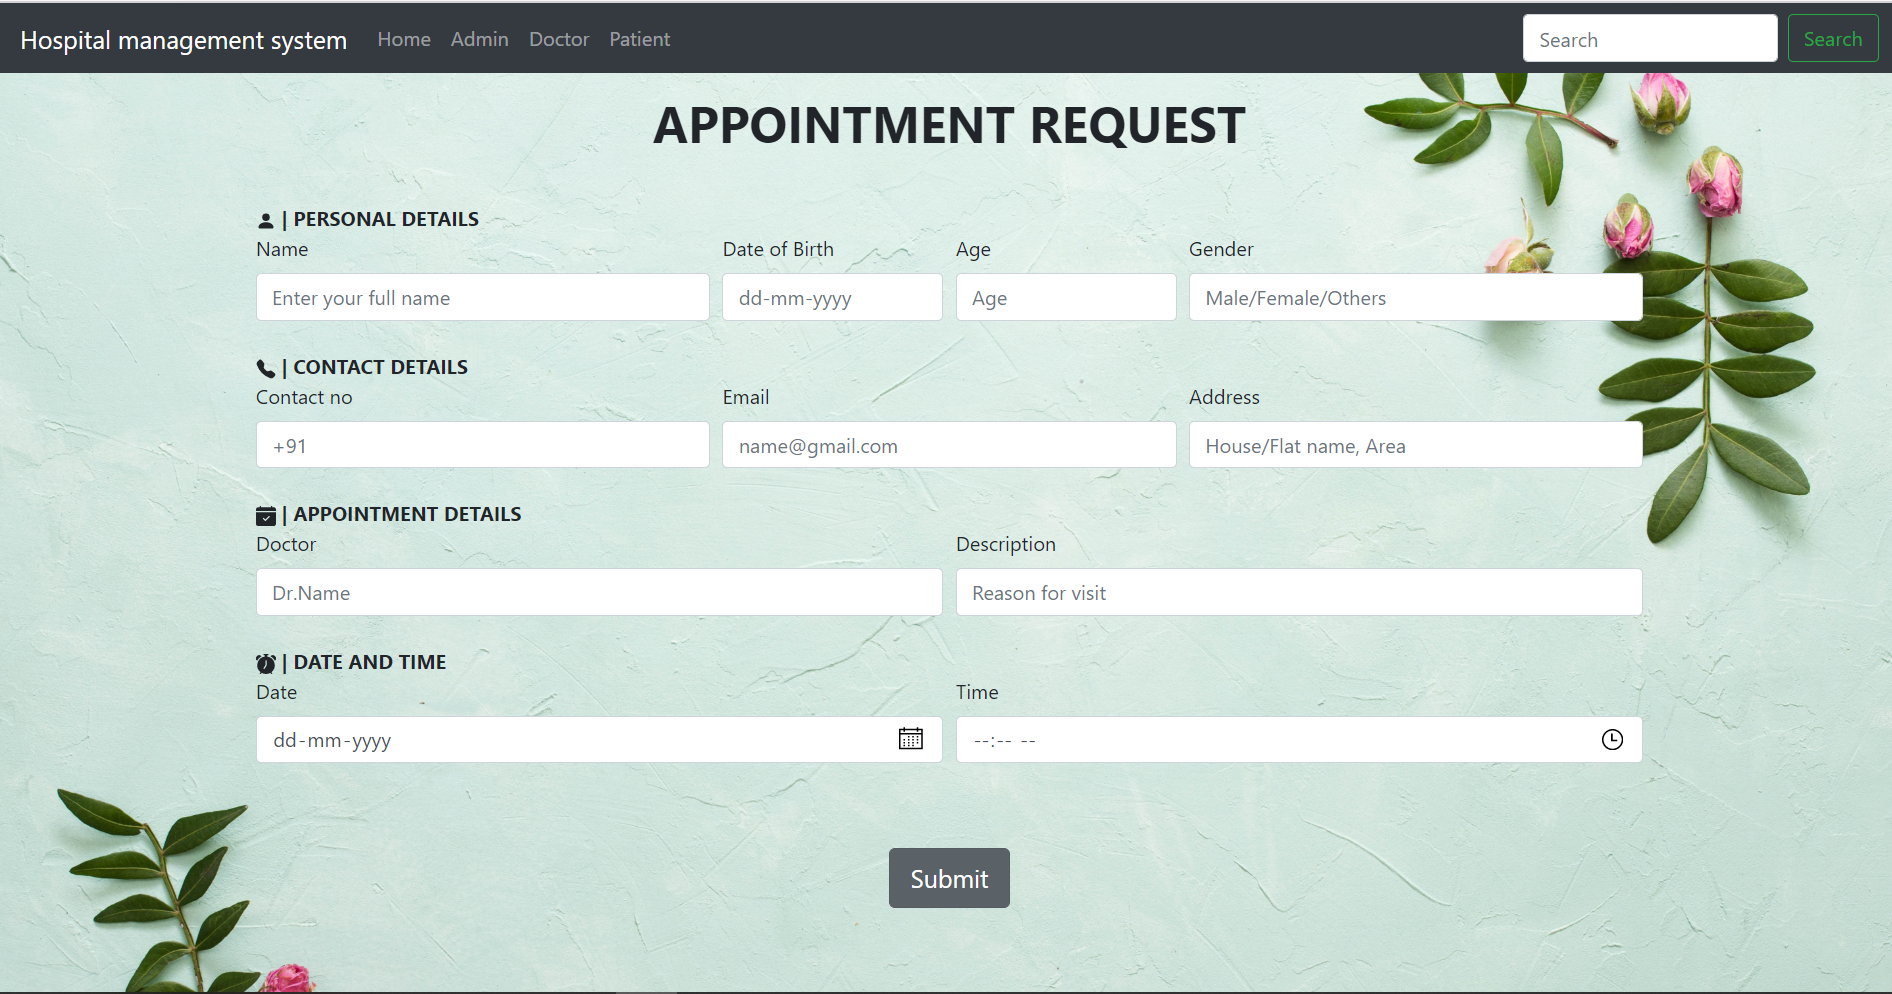 Hospital management system Home Admin Doctor Patient Search Search
APPOINTMENT REQUEST
| PERSONAL DETAILS
Name Date of Birth Age Gender
Enter your full name dd-mm-yyyy Age Male/Female/Others
| CONTACT DETAILS
Contact no Email Address
+91 name@gmail.com House/Flat name, Area
| APPOINTMENT DETAILS
Doctor Description
Dr.Name Reason for visit
| DATE AND TIME
Date Time
dd-mm-yyyy --:-- --
Submit